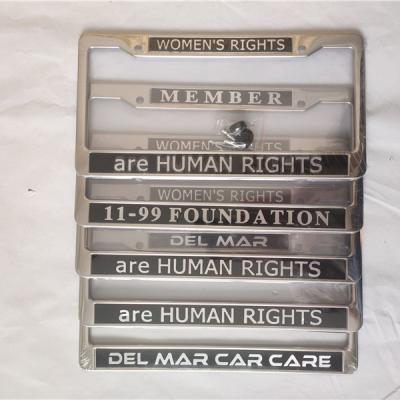 WOMEN'S RIGHTS
MEMBER
WOMEN'S RIGHTS
are HUMAN RIGHTS
WOMEN'S RIGHTS
11-99 FOUNDATION
DEL MAR
are HUMAN RIGHTS
are HUMAN RIGHTS
DEL MAR CAR CARE